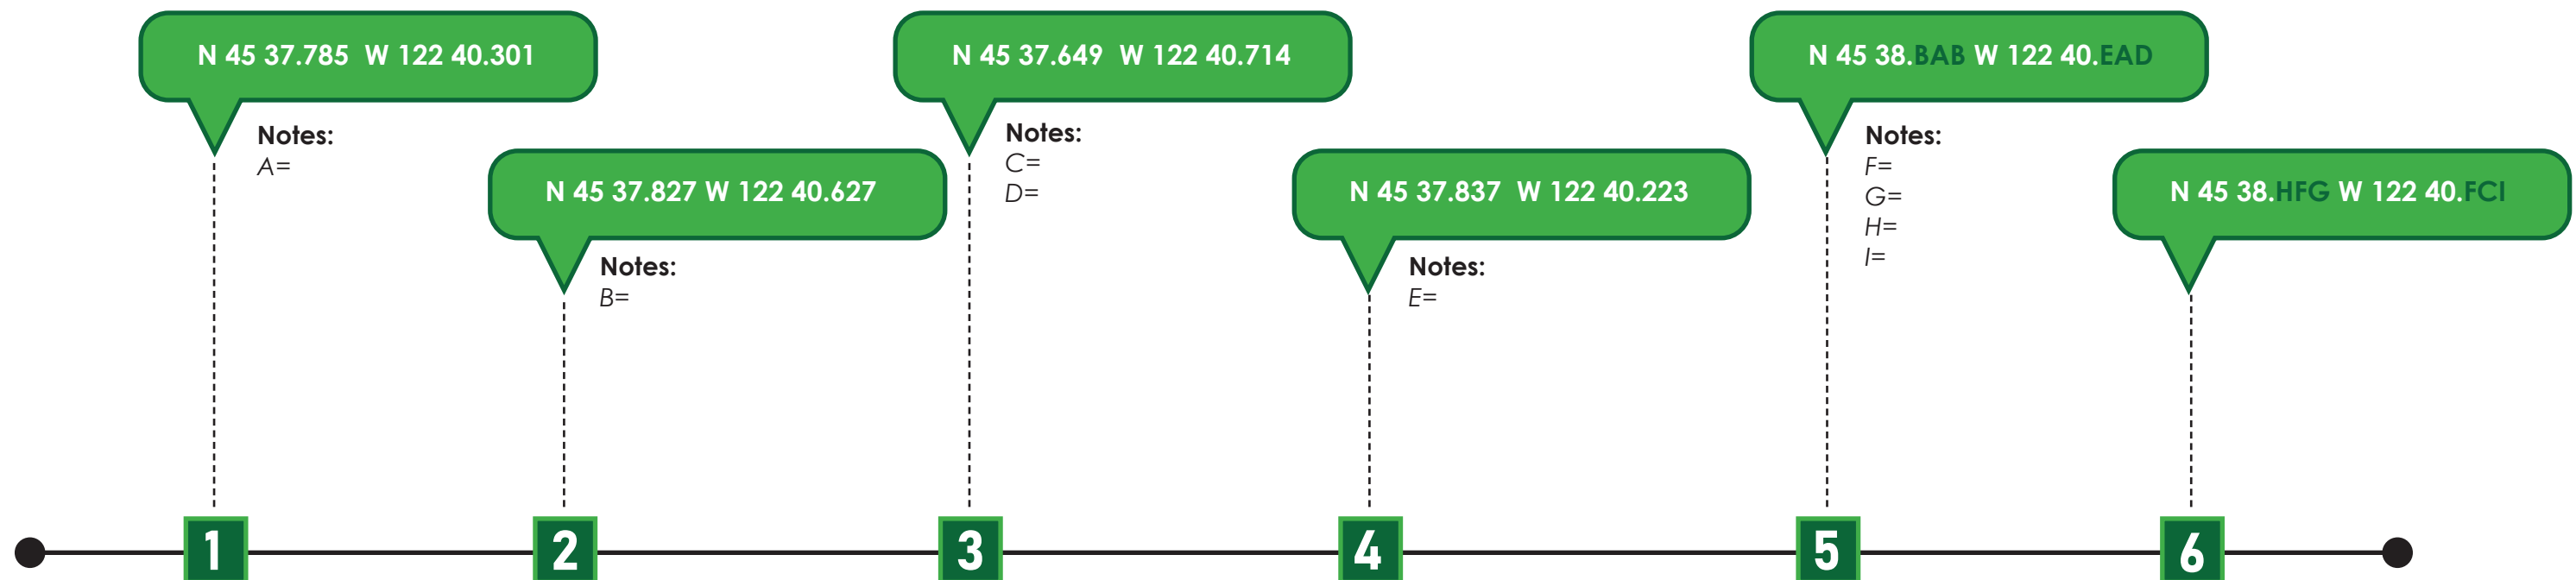 N 45 37.785  W 122 40.301
Notes:
A=
N 45 37.827 W 122 40.627
Notes:
B=
N 45 37.649  W 122 40.714
Notes:
C=
D=
N 45 37.837  W 122 40.223
Notes:
E=
N 45 38.BAB W 122 40.EAD
Notes:
F=
G=
H=
I=
N 45 38.HFG W 122 40.FCI
1
2
3
4
5
6